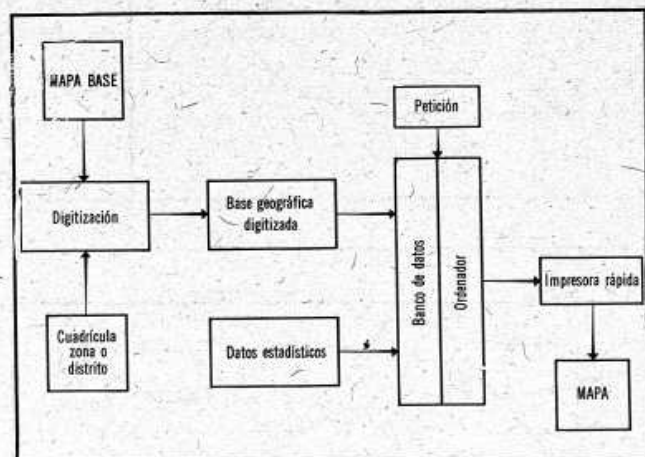 MAPA BASE
Petición
Digitización
Base geográfica
digitizada
Banco de datos
Ordenador
Impresora rápida
Cuadrícula
zona o
distrito
Datos estadísticos
MAPA